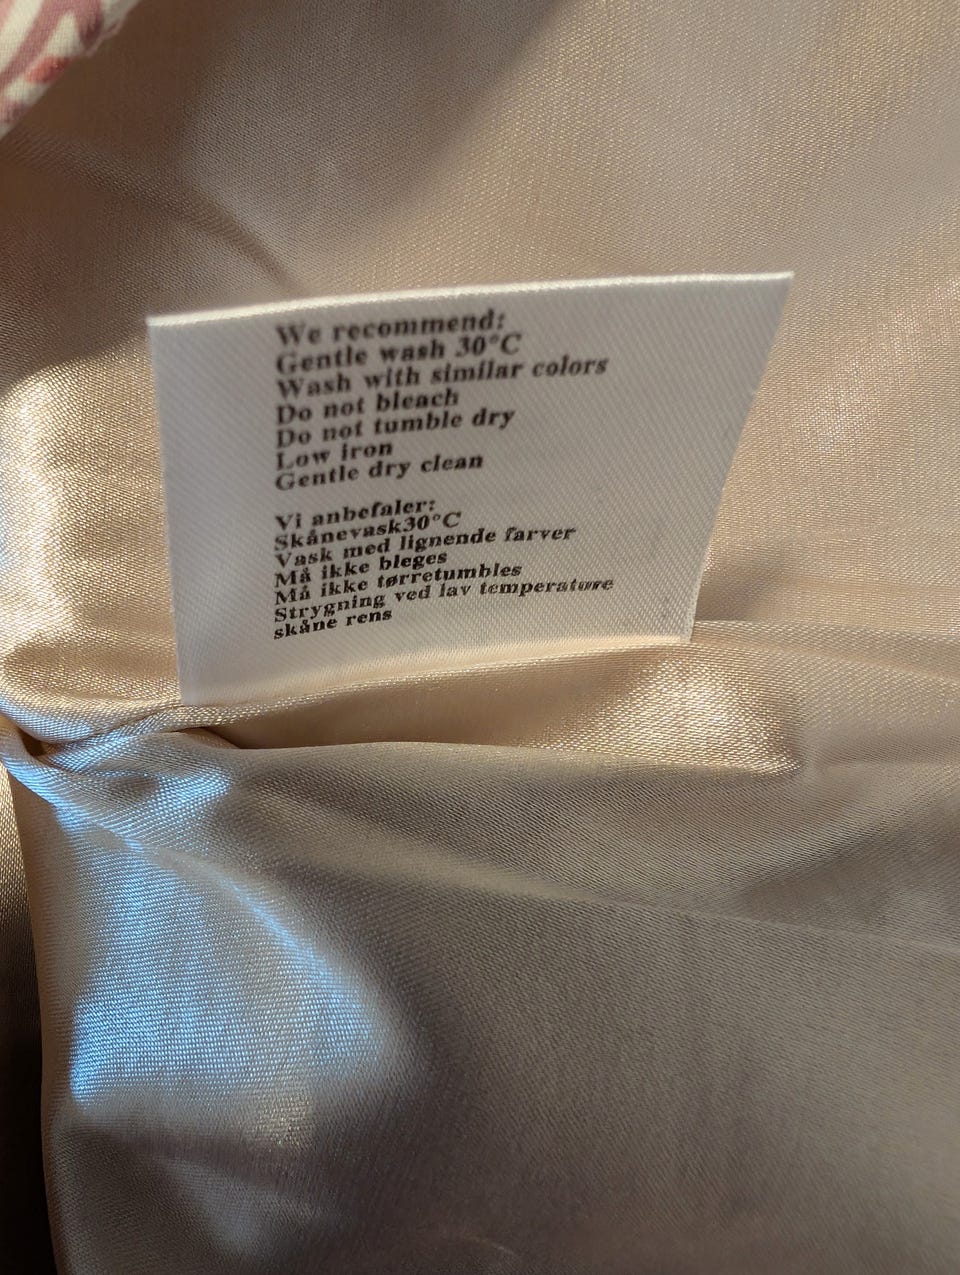 We recommend:
Gentle wash 30°C
Wash with similar colors
Do not bleach
Do not tumble dry
Low iron
Gentle dry clean
Vi anbefaler:
Skånevask30°C
Vask med lignende farver
Må ikke bleges
Må ikke tørretumbles
Strygning ved lav temperature
skåne rens